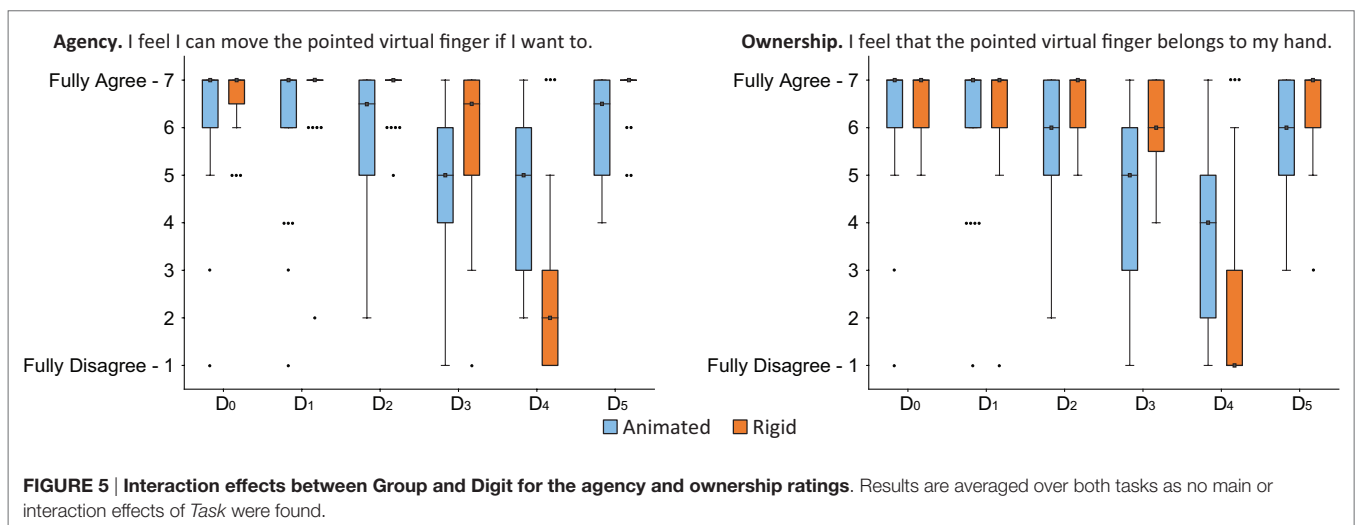 Agency. I feel I can move the pointed virtual finger if I want to.
Fully Agree - 7
6
5
4
3
2
Fully Disagree - 1
D0 D1 D2 D3 D4 D5
Ownership. I feel that the pointed virtual finger belongs to my hand.
Fully Agree - 7
6
5
4
3
2
Fully Disagree - 1
D0 D1 D2 D3 D4 D5
Animated Rigid
FIGURE 5 | Interaction effects between Group and Digit for the agency and ownership ratings. Results are averaged over both tasks as no main or
interaction effects of Task were found.